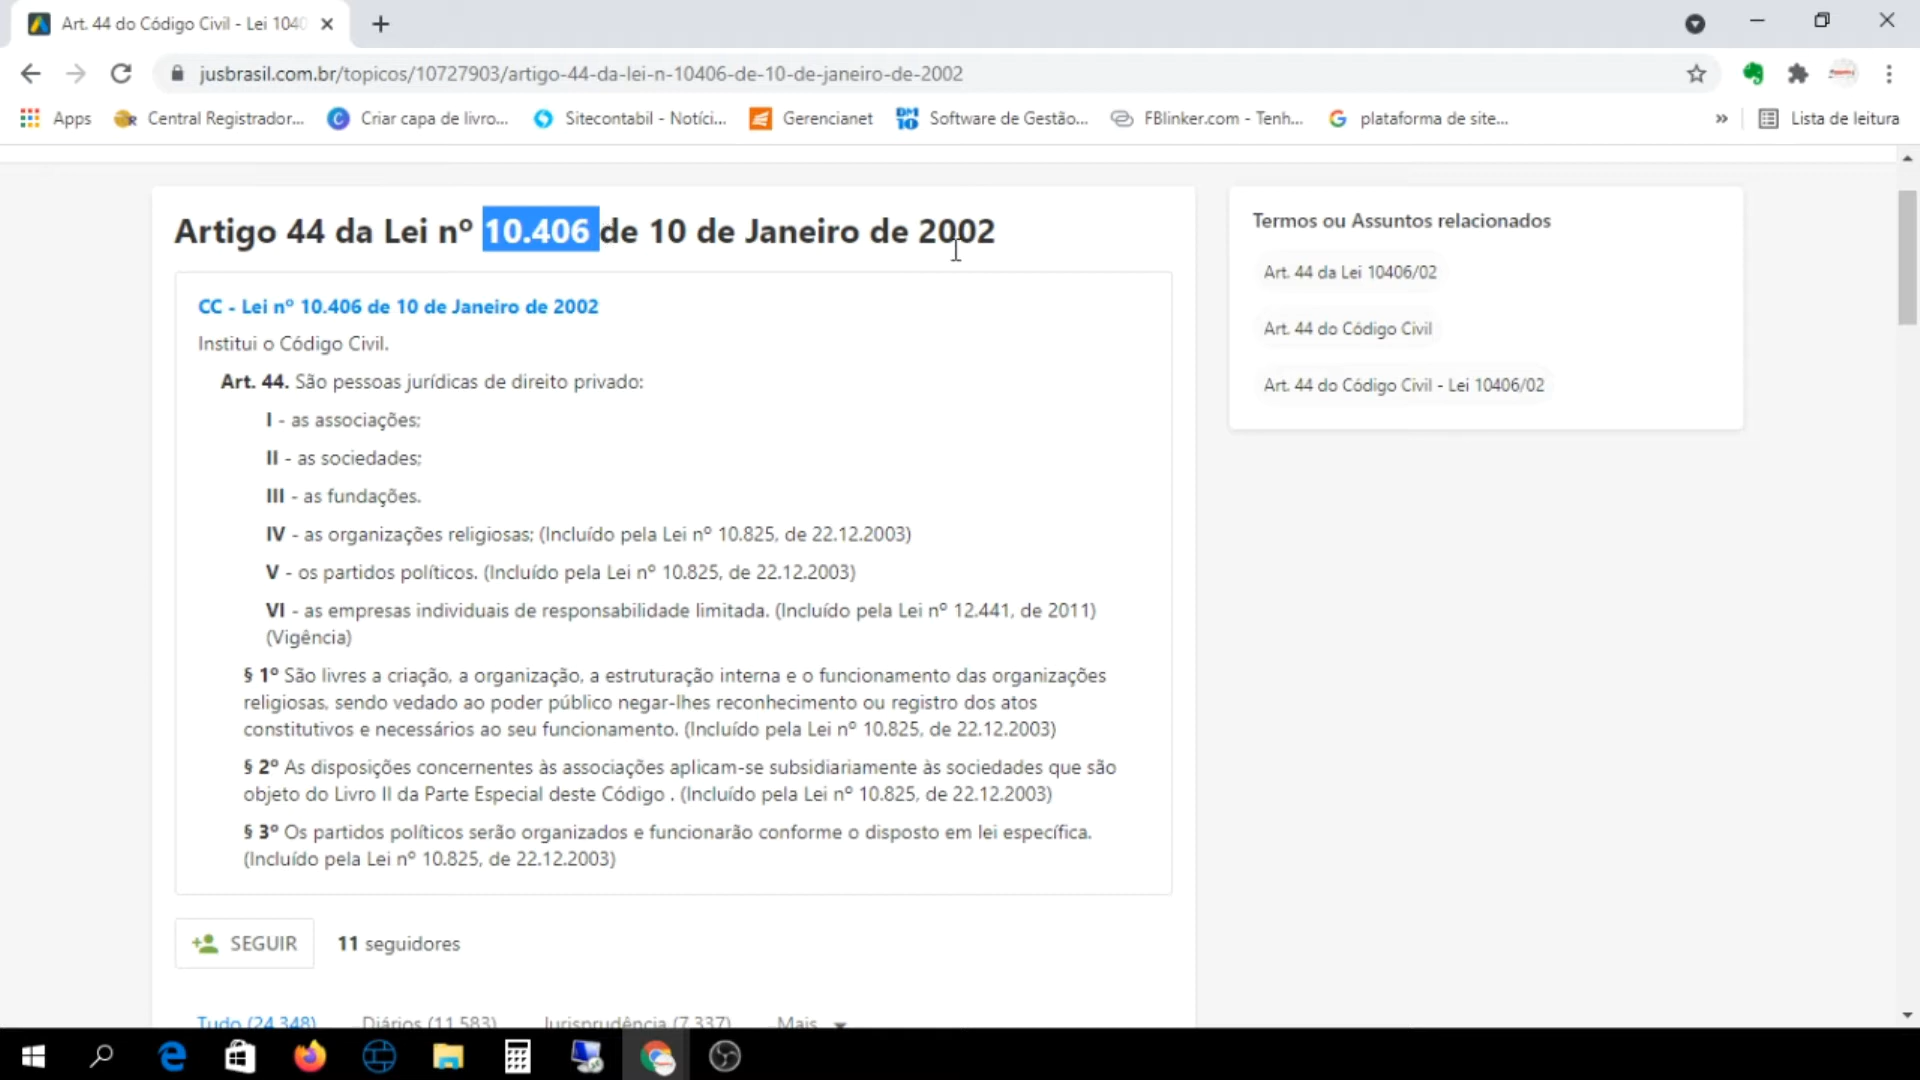 Art. 44 do Código Civil - Lei 1040
jusbrasil.com.br/topicos/10727903/artigo-44-da-lei-n-10406-de-10-de-janeiro-de-2002
Apps Central Registrador... Criar capa de livro... Sitecontabil - Notíci... Gerencianet Software de Gestão... FBlinker.com - Tenh... plataforma de site... » Lista de leitura
Artigo 44 da Lei nº 10.406 de 10 de Janeiro de 2002
CC - Lei nº 10.406 de 10 de Janeiro de 2002
Institui o Código Civil.
Art. 44. São pessoas jurídicas de direito privado:
I - as associações;
II - as sociedades;
III - as fundações.
IV - as organizações religiosas; (Incluído pela Lei nº 10.825, de 22.12.2003)
V - os partidos políticos. (Incluído pela Lei nº 10.825, de 22.12.2003)
VI - as empresas individuais de responsabilidade limitada. (Incluído pela Lei nº 12.441, de 2011)
(Vigência)
§ 1º São livres a criação, a organização, a estruturação interna e o funcionamento das organizações
religiosas, sendo vedado ao poder público negar-lhes reconhecimento ou registro dos atos
constitutivos e necessários ao seu funcionamento. (Incluído pela Lei nº 10.825, de 22.12.2003)
§ 2º As disposições concernentes às associações aplicam-se subsidiariamente às sociedades que são
objeto do Livro II da Parte Especial deste Código . (Incluído pela Lei nº 10.825, de 22.12.2003)
§ 3º Os partidos políticos serão organizados e funcionarão conforme o disposto em lei específica.
(Incluído pela Lei nº 10.825, de 22.12.2003)
SEGUIR 11 seguidores
Tudo (24.348) Diários (11.583) Jurisprudência (7.337) Mais
Termos ou Assuntos relacionados
Art. 44 da Lei 10406/02
Art. 44 do Código Civil
Art. 44 do Código Civil - Lei 10406/02